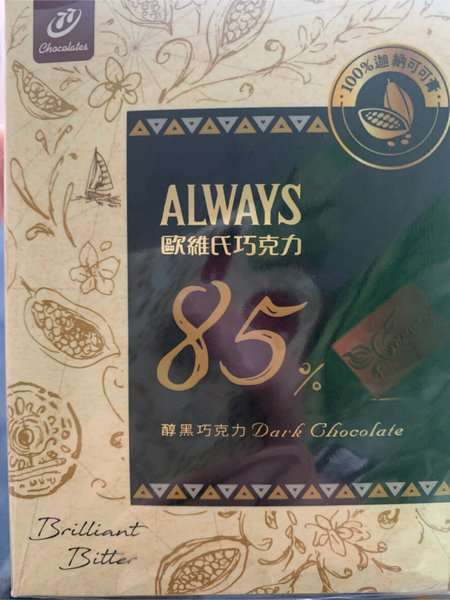 77
Chocolates
100%迦納可可膏
ALWAYS
歐維氏巧克力
85%
醇黑巧克力 Dark Chocolate
Brilliant
Bitter